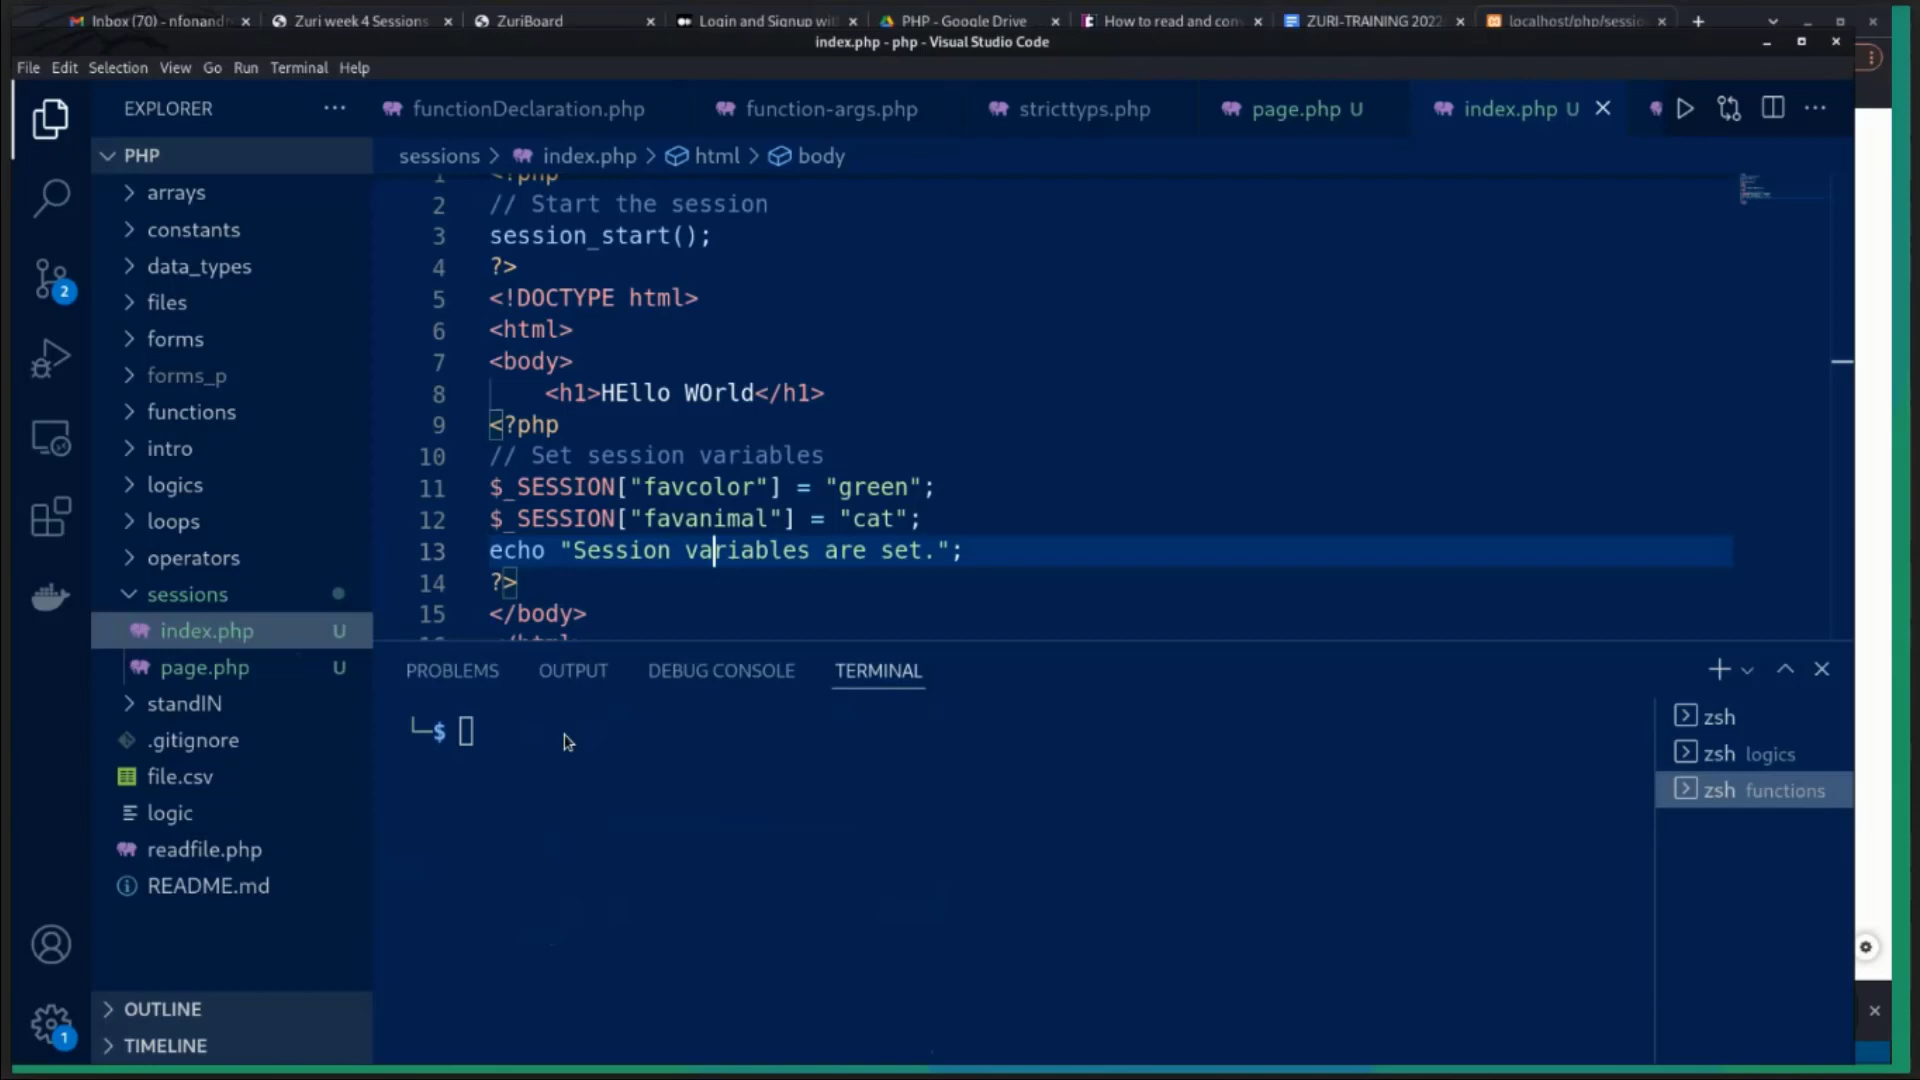 Inbox (70) - nfonandr
Zuri week 4 Sessions
ZuriBoard
Login and Signup wit
PHP - Google Drive
How to read and con
ZURI-TRAINING 2022
localhost/php/sessio
index.php - php - Visual Studio Code
File Edit Selection View Go Run Terminal Help
EXPLORER
functionDeclaration.php
function-args.php
stricttyps.php
page.php U
index.php U
PHP
sessions > index.php > html > body
arrays
constants
data_types
files
forms
forms_p
functions
intro
logics
loops
operators
sessions
index.php U
page.php U
standIN
.gitignore
file.csv
logic
readfile.php
README.md
OUTLINE
TIMELINE
2
1
1 <?php
2 // Start the session
3 session_start();
4 ?>
5 <!DOCTYPE html>
6 <html>
7 <body>
8 <h1>HEllo WOrld</h1>
9 <?php
10 // Set session variables
11 $_SESSION["favcolor"] = "green";
12 $_SESSION["favanimal"] = "cat";
13 echo "Session variables are set.";
14 ?>
15 </body>
PROBLEMS OUTPUT DEBUG CONSOLE TERMINAL
└─$
zsh
zsh logics
zsh functions